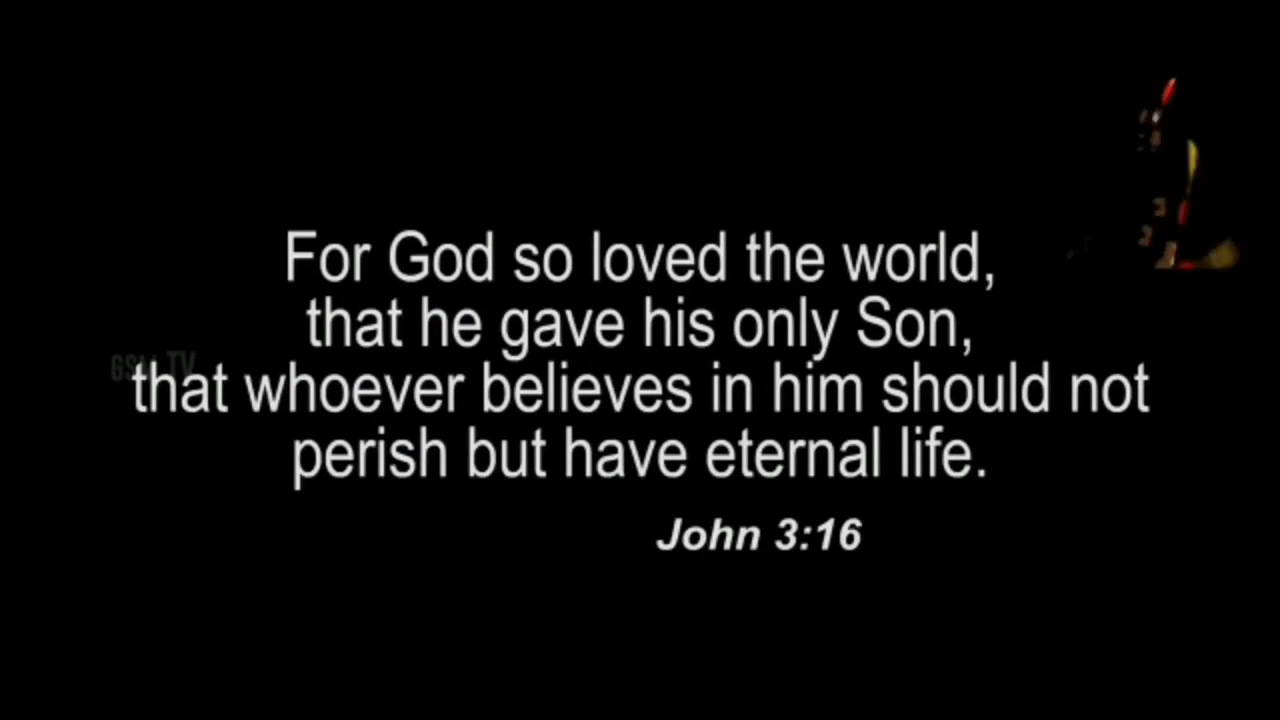 For God so loved the world,
that he gave his only Son,
that whoever believes in him should not
perish but have eternal life.
John 3:16